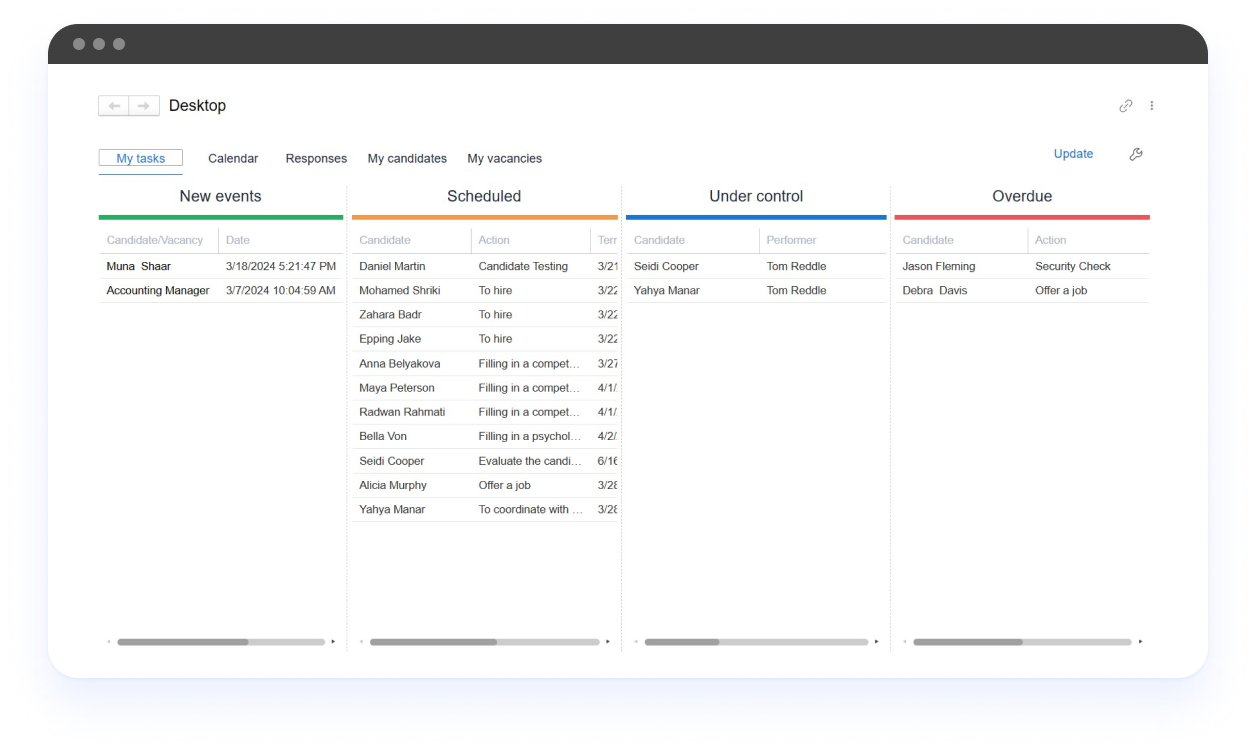 Desktop
My tasks Calendar Responses My candidates My vacancies Update
New events
Candidate/Vacancy Date
Muna Shaar 3/18/2024 5:21:47 PM
Accounting Manager 3/7/2024 10:04:59 AM
Scheduled
Candidate Action
Daniel Martin Candidate Testing 3/21
Mohamed Shriki To hire 3/22
Zahara Badr To hire 3/22
Epping Jake To hire 3/22
Anna Belyakova Filling in a compet... 3/27
Maya Peterson Filling in a compet... 4/1/
Radwan Rahmati Filling in a compet... 4/1/
Bella Von Filling in a psychol... 4/2/
Seidi Cooper Evaluate the candi... 6/16
Alicia Murphy Offer a job 3/28
Yahya Manar To coordinate with ... 3/28
Under control
Candidate Performer
Seidi Cooper Tom Reddle
Yahya Manar Tom Reddle
Overdue
Candidate Action
Jason Fleming Security Check
Debra Davis Offer a job